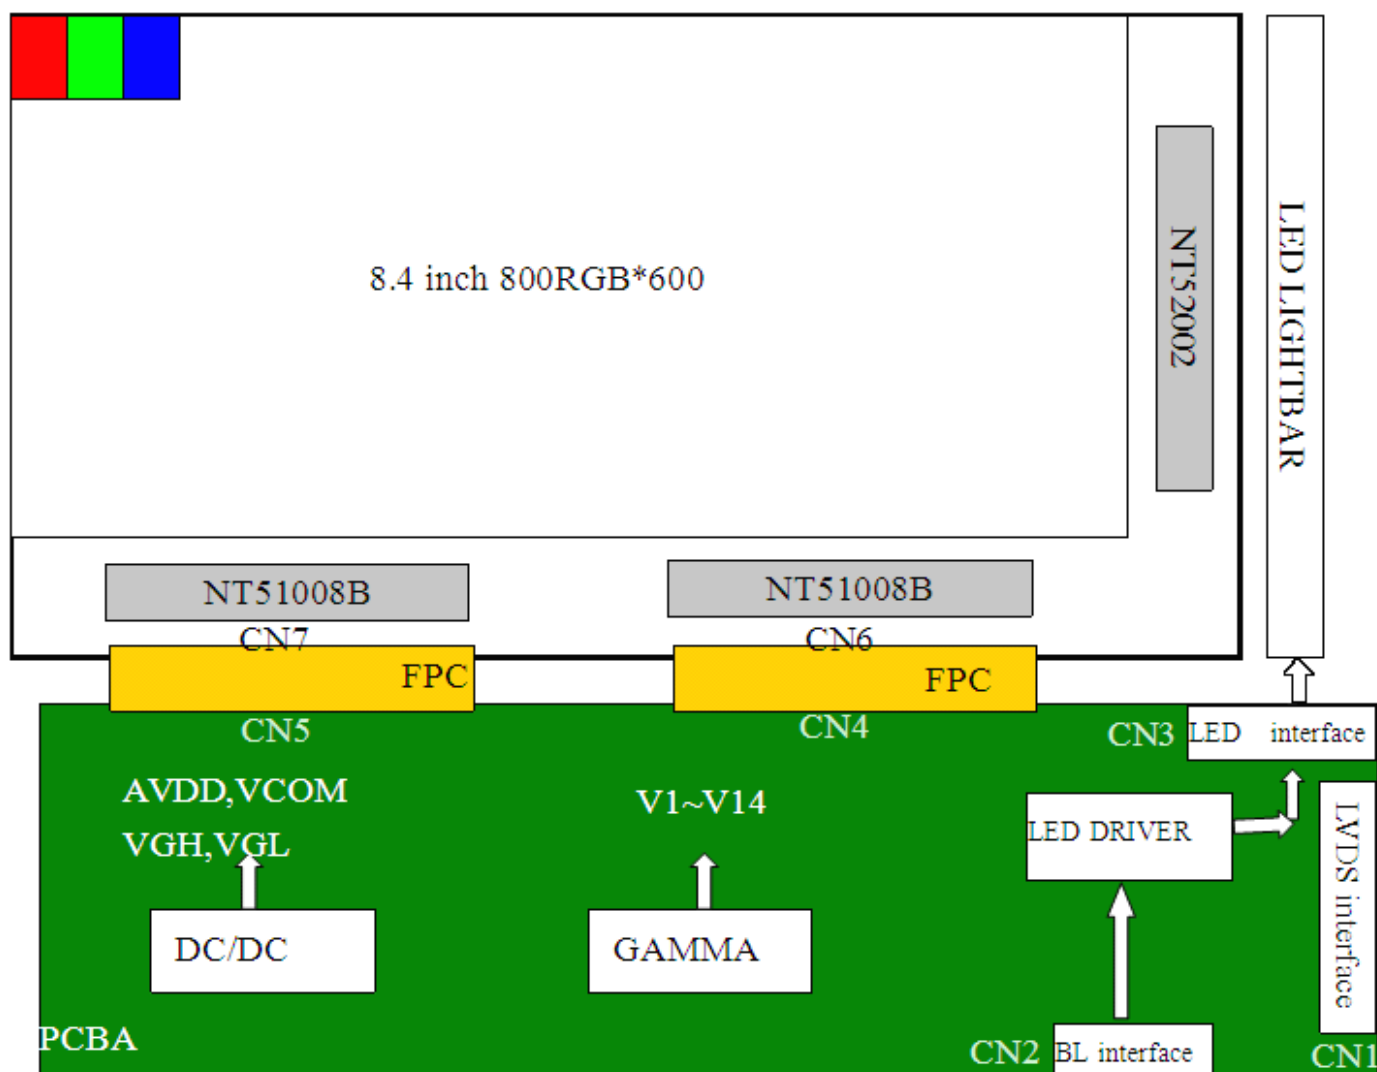 8.4 inch 800RGB*600
NT52002
LED LIGHTBAR
NT51008B
NT51008B
CN7
CN6
FPC
FPC
CN5
CN4
CN3
LED interface
AVDD,VCOM
VGH,VGL
V1~V14
LED DRIVER
LVDS interface
DC/DC
GAMMA
PCBA
CN2
BL interface
CN1